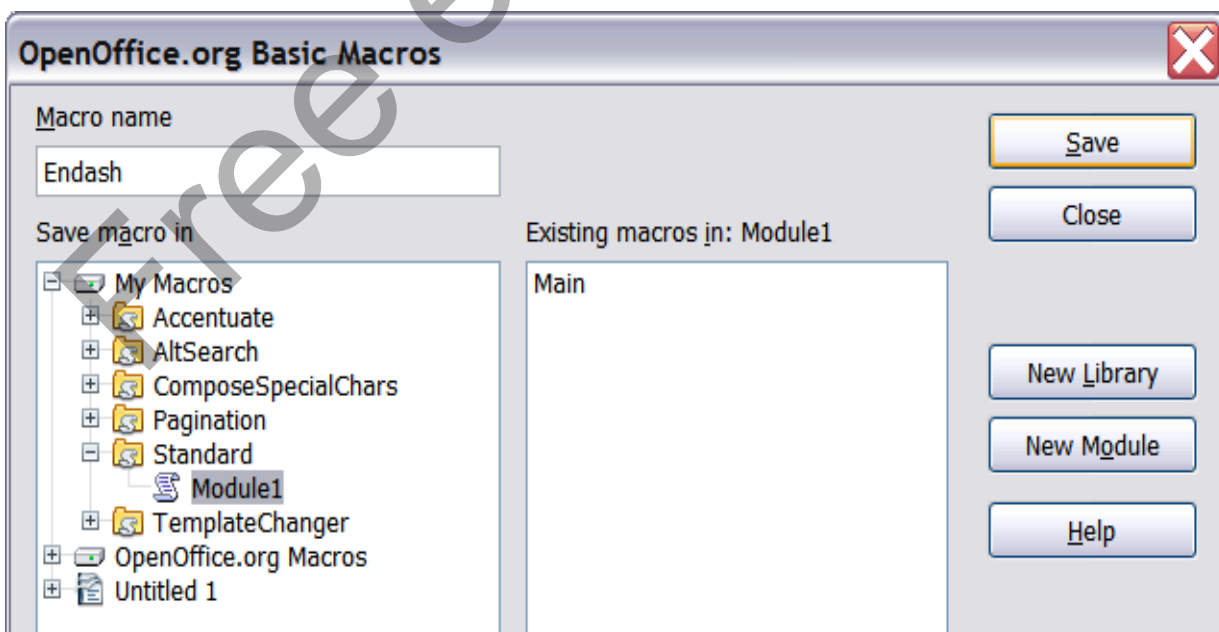 OpenOffice.org Basic Macros
Macro name
Endash
Save macro in
My Macros
Accentuate
AltSearch
ComposeSpecialChars
Pagination
Standard
Module1
TemplateChanger
OpenOffice.org Macros
Untitled 1
Existing macros in: Module1
Main
Save
Close
New Library
New Module
Help
Free